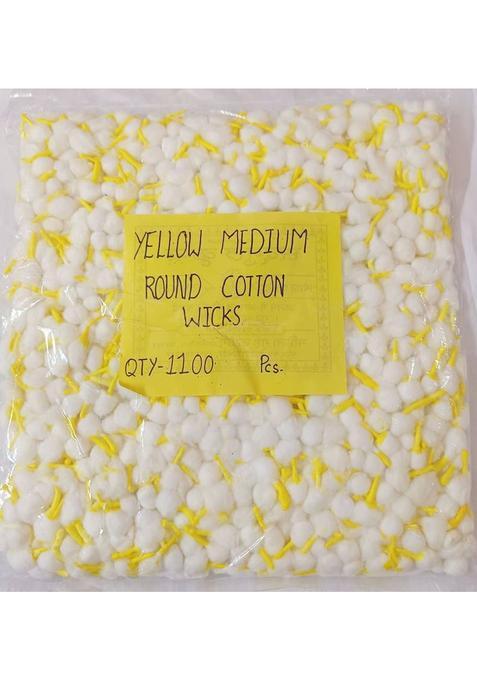 YELLOW MEDIUM
ROUND COTTON
WICKS
QTY-1100 Pcs.